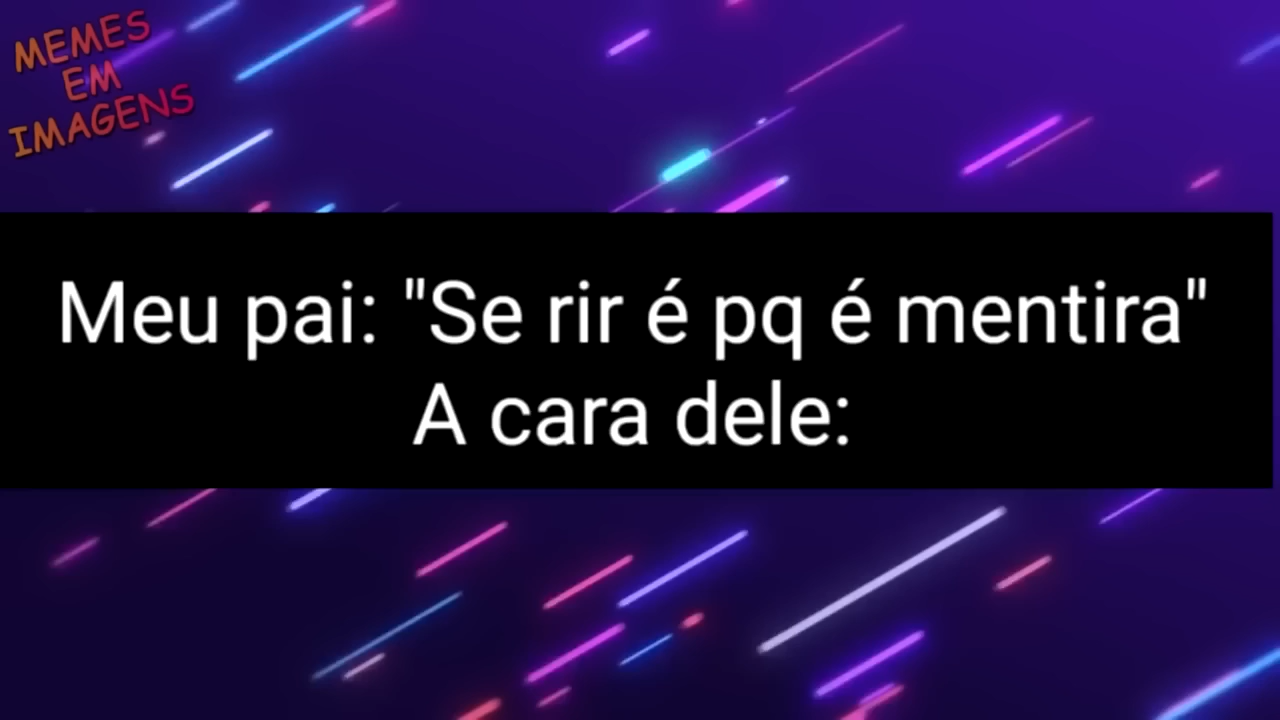 MEMES
EM
IMAGENS
Meu pai: "Se rir é pq é mentira"
A cara dele: